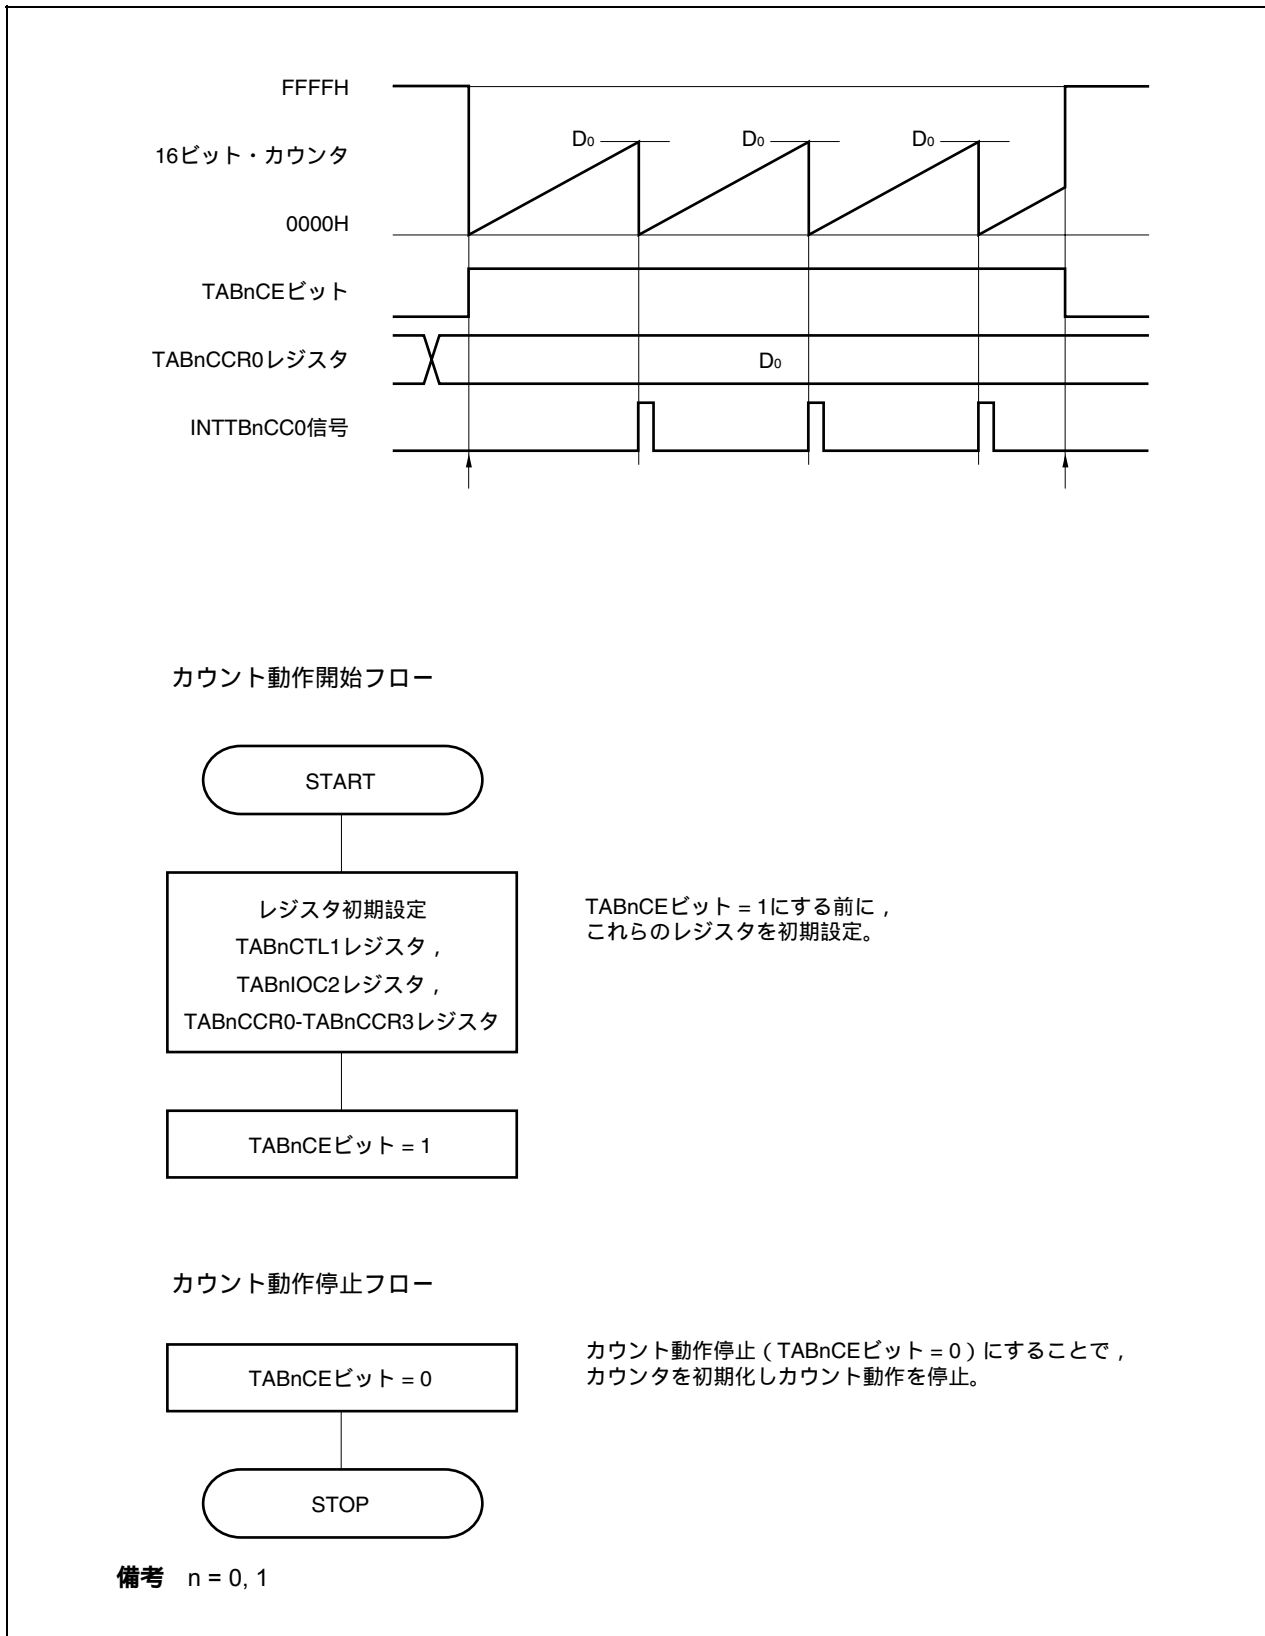 FFFFH
D0 D0 D0
16ビット・カウンタ
0000H
TABnCEビット
TABnCCR0レジスタ D0
INTTBnCC0信号
カウント動作開始フロー
START
レジスタ初期設定
TABnCTL1レジスタ，
TABnIOC2レジスタ，
TABnCCR0-TABnCCR3レジスタ
TABnCEビット = 1にする前に，
これらのレジスタを初期設定。
TABnCEビット = 1
カウント動作停止フロー
TABnCEビット = 0
カウント動作停止（TABnCEビット = 0）にすることで，
カウンタを初期化しカウント動作を停止。
STOP
備考 n = 0, 1